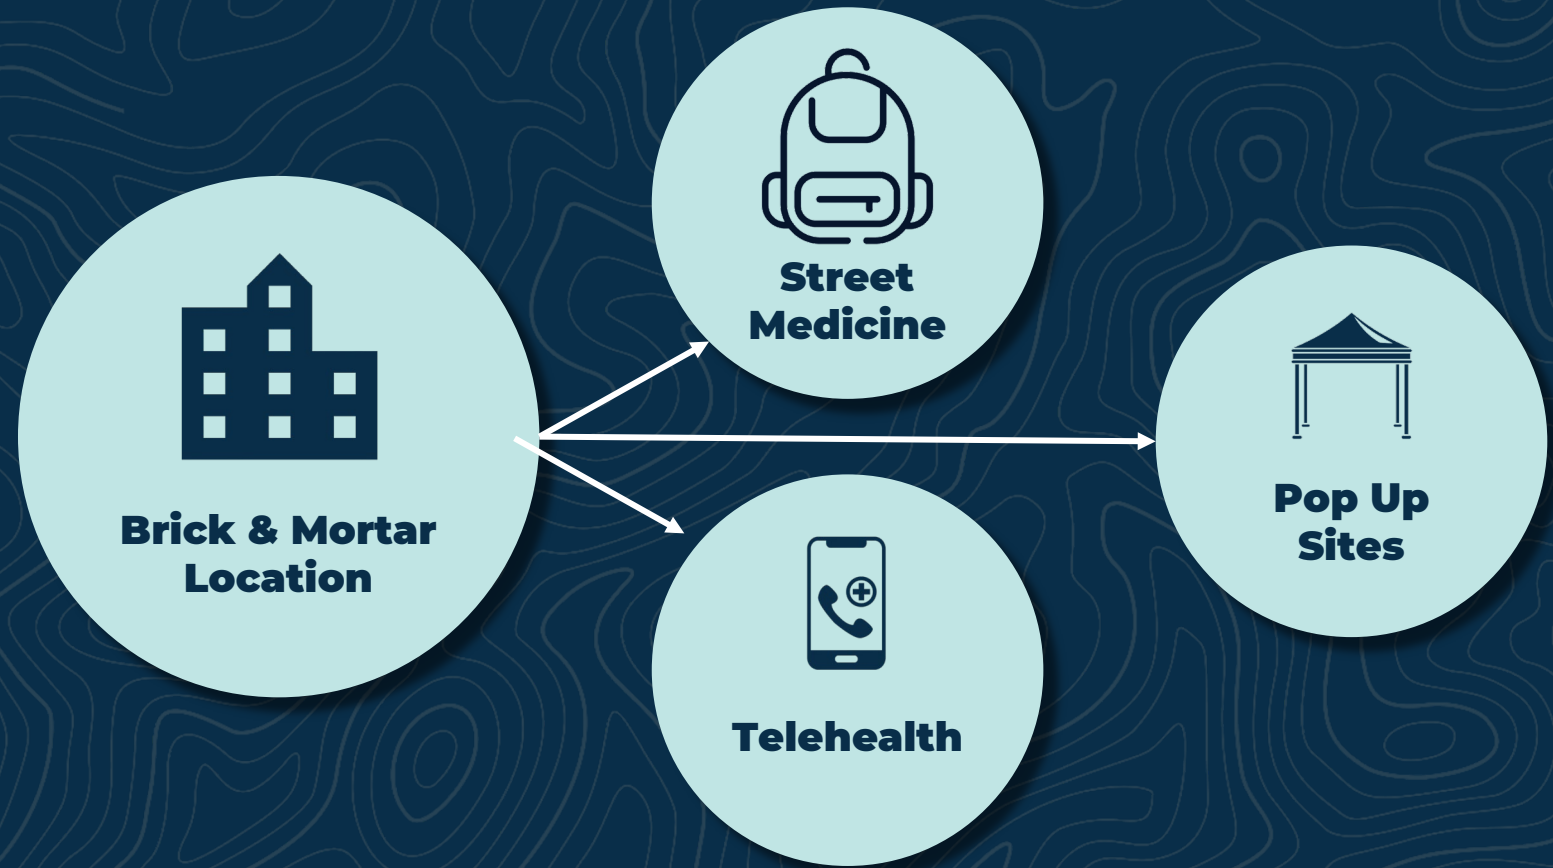 Street
Medicine
Brick & Mortar
Location
Pop Up
Sites
Telehealth